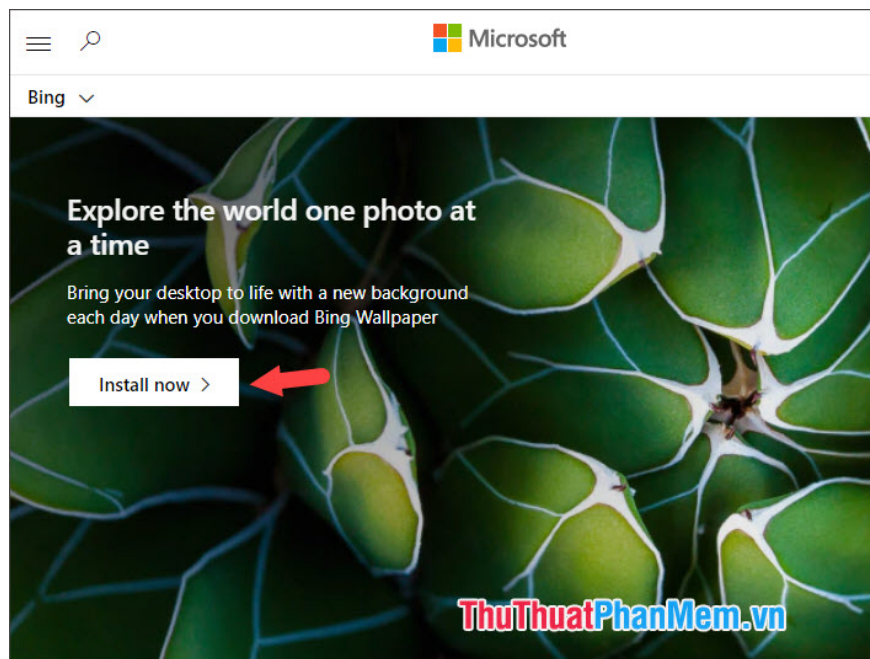 Microsoft
Bing
Explore the world one photo at
a time
Bring your desktop to life with a new background
each day when you download Bing Wallpaper
Install now
ThuThuatPhanMem.vn